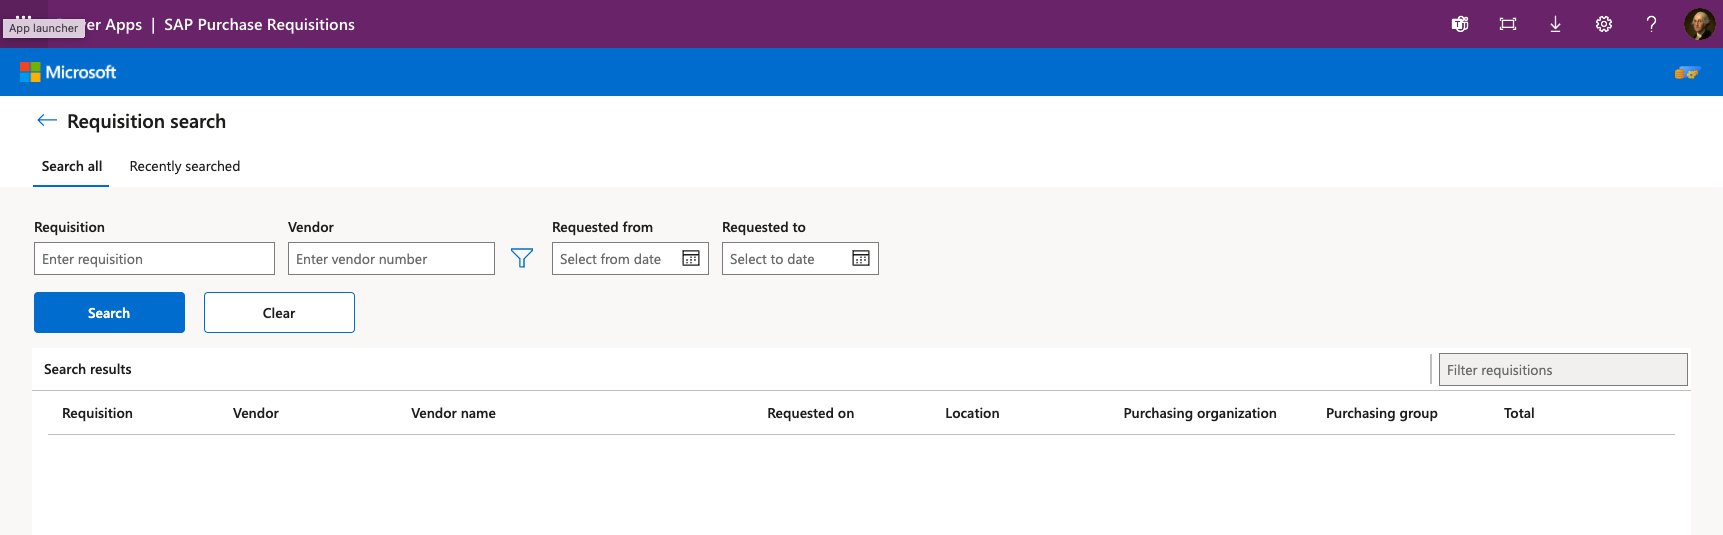 App launcher
er Apps | SAP Purchase Requisitions
Microsoft
Requisition search
Search all Recently searched
Requisition Vendor Requested from Requested to
Enter requisition Enter vendor number Select from date Select to date
Search Clear
Search results Filter requisitions
Requisition Vendor Vendor name Requested on Location Purchasing organization Purchasing group Total